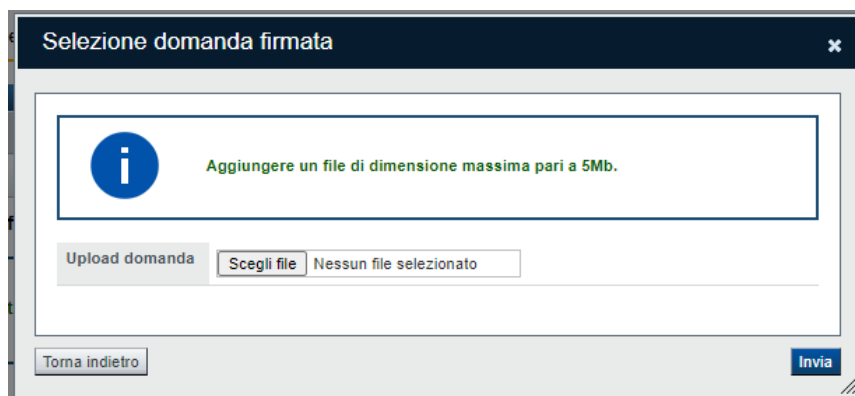 Selezione domanda firmata
Aggiungere un file di dimensione massima pari a 5Mb.
Upload domanda
Scegli file Nessun file selezionato
Torna indietro
Invia